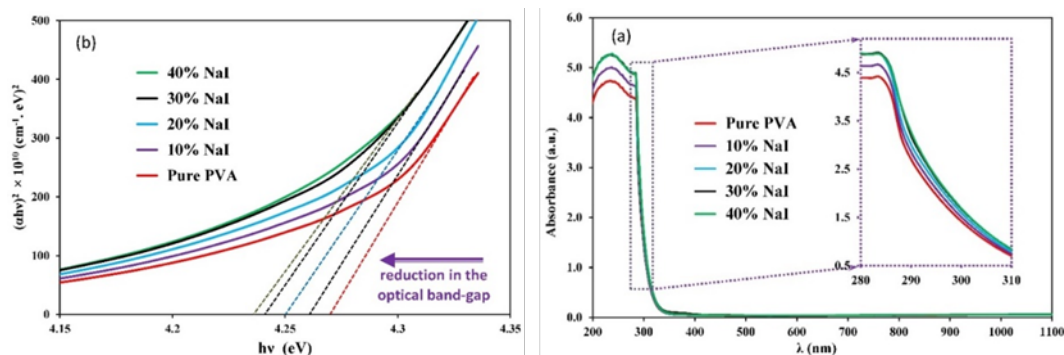 (b)
500
400
300
200
100
0
(αhν)² × 10¹⁰ (cm⁻¹. eV)²
40% NaI
30% NaI
20% NaI
10% NaI
Pure PVA
reduction in the
optical band-gap
4.15
4.2
4.25
4.3
4.35
hν (eV)
(a)
6.0
5.0
4.0
3.0
2.0
1.0
0.0
Absorbance (a.u.)
Pure PVA
10% NaI
20% NaI
30% NaI
40% NaI
4.5
3.5
2.5
1.5
0.5
280
290
300
310
200
300
400
500
600
700
800
900
1000
1100
λ (nm)